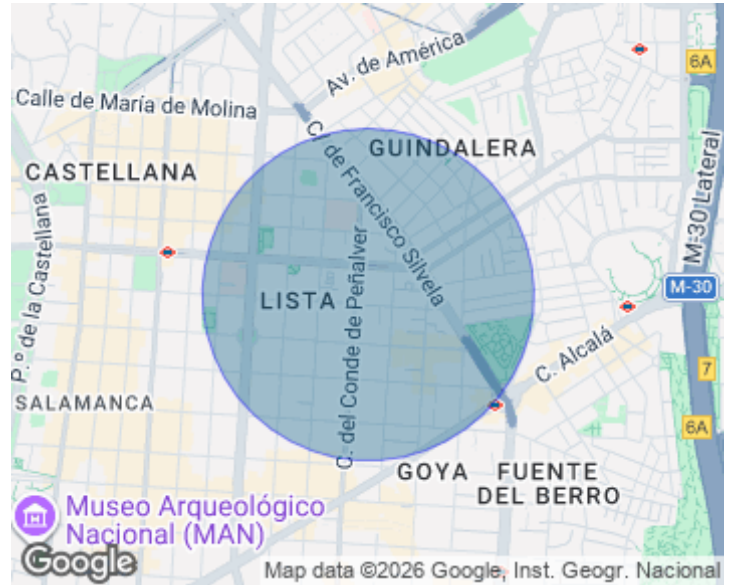 Av. de América
6A
Calle de María de Molina
C. de Francisco Silvela
GUINDALERA
CASTELLANA
M-30 Lateral
P.º de la Castellana
C. del Conde de Peñalver
LISTA
M-30
C. Alcalá
7
SALAMANCA
6A
GOYA
FUENTE
DEL BERRO
Museo Arqueológico
Nacional (MAN)
Google
Map data ©2026 Google, Inst. Geogr. Nacional